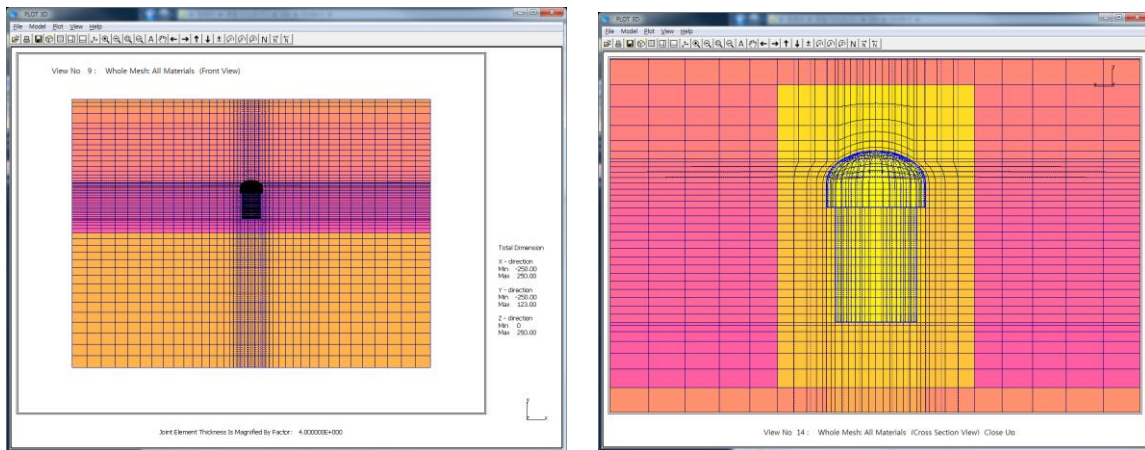 PLOT 3D
File Model Plot View Help
A N
View No 9 : Whole Mesh: All Materials (Front View)
Total Dimension
X - direction
Min -250.00
Max 250.00
Y - direction
Min -250.00
Max 123.00
Z - direction
Min 0
Max 250.00
Y
X
Joint Element Thickness Is Magnified By Factor : 4.000000E+000
PLOT 3D
File Model Plot View Help
A N
View No 14 : Whole Mesh: All Materials (Cross Section View) Close Up